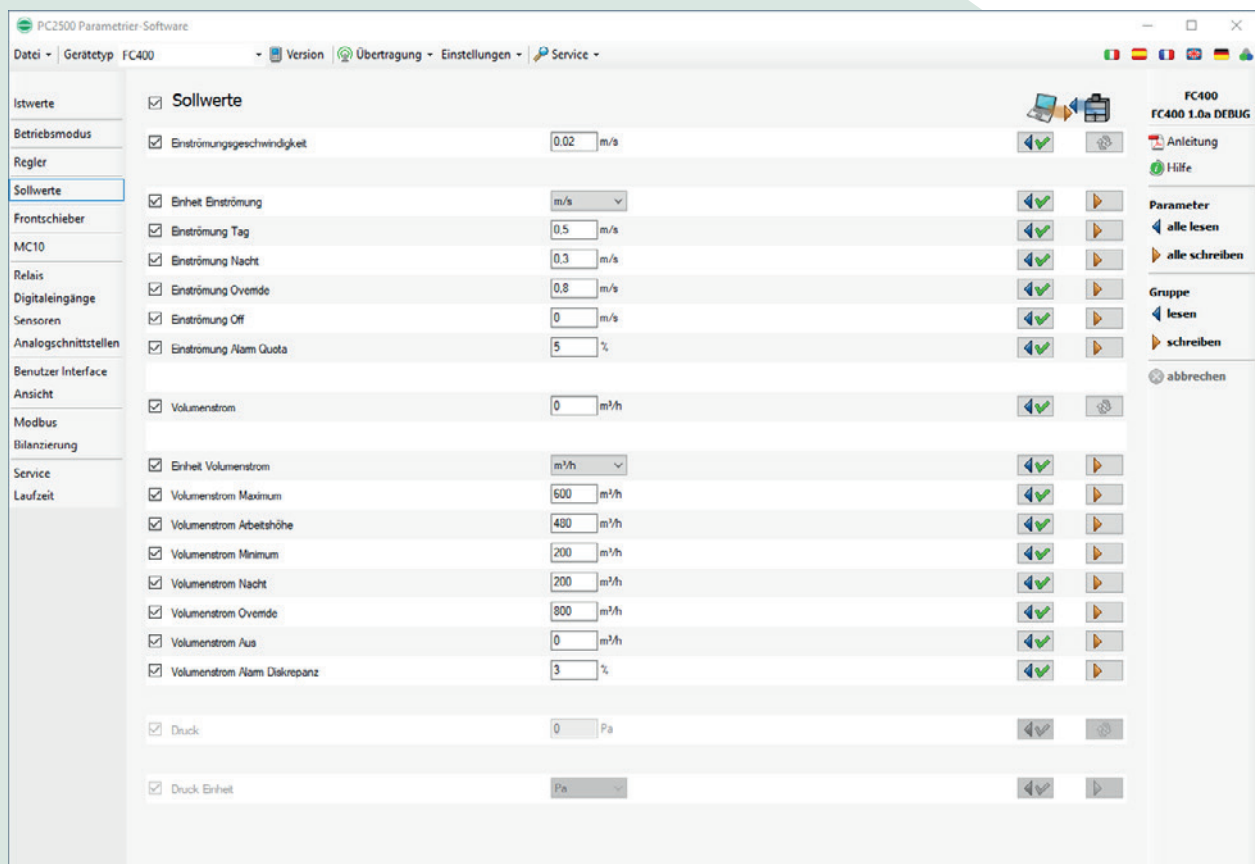 PC2500 Parametrier-Software
Datei Gerätetyp FC400 Version Übertragung Einstellungen Service
Istwerte
Betriebsmodus
Regler
Sollwerte
Frontschieber
MC10
Relais
Digitaleingänge
Sensoren
Analogschnittstellen
Benutzer Interface
Ansicht
Modbus
Bilanzierung
Service
Laufzeit
Sollwerte
Einströmungsgeschwindigkeit 0,02 m/s
Einheit Einströmung m/s
Einströmung Tag 0,5 m/s
Einströmung Nacht 0,3 m/s
Einströmung Override 0,8 m/s
Einströmung Off 0 m/s
Einströmung Alarm Quota 5 %
Volumenstrom 0 m³/h
Einheit Volumenstrom m³/h
Volumenstrom Maximum 600 m³/h
Volumenstrom Arbeitshöhe 480 m³/h
Volumenstrom Minimum 200 m³/h
Volumenstrom Nacht 200 m³/h
Volumenstrom Override 800 m³/h
Volumenstrom Aus 0 m³/h
Volumenstrom Alarm Diskrepanz 3 %
Druck 0 Pa
Druck Einheit Pa
FC400
FC400 1.0a DEBUG
Anleitung
Hilfe
Parameter
alle lesen
alle schreiben
Gruppe
lesen
schreiben
abbrechen